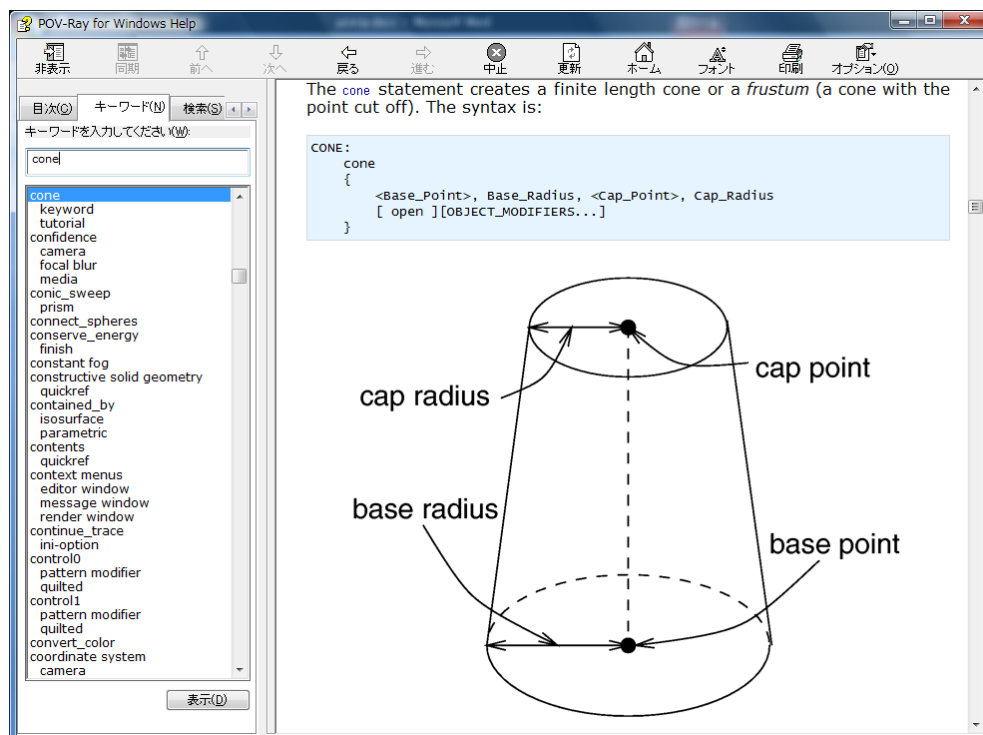 POV-Ray for Windows Help
非表示 同期 前へ 次へ 戻る 進む 中止 更新 ホーム フォント 印刷 オプション(O)
目次(C) キーワード(N) 検索(S)
キーワードを入力してください(W):
cone
cone
keyword
tutorial
confidence
camera
focal blur
media
conic_sweep
prism
connect_spheres
conserve_energy
finish
constant fog
constructive solid geometry
quickref
contained_by
isosurface
parametric
contents
quickref
context menus
editor window
message window
render window
continue_trace
ini-option
control0
pattern modifier
quilted
control1
pattern modifier
quilted
convert_color
coordinate system
camera
表示(D)
The cone statement creates a finite length cone or a frustum (a cone with the
point cut off). The syntax is:
CONE:
cone
{
<Base_Point>, Base_Radius, <Cap_Point>, Cap_Radius
[ open ][OBJECT_MODIFIERS...]
}
cap point
cap radius
base radius
base point